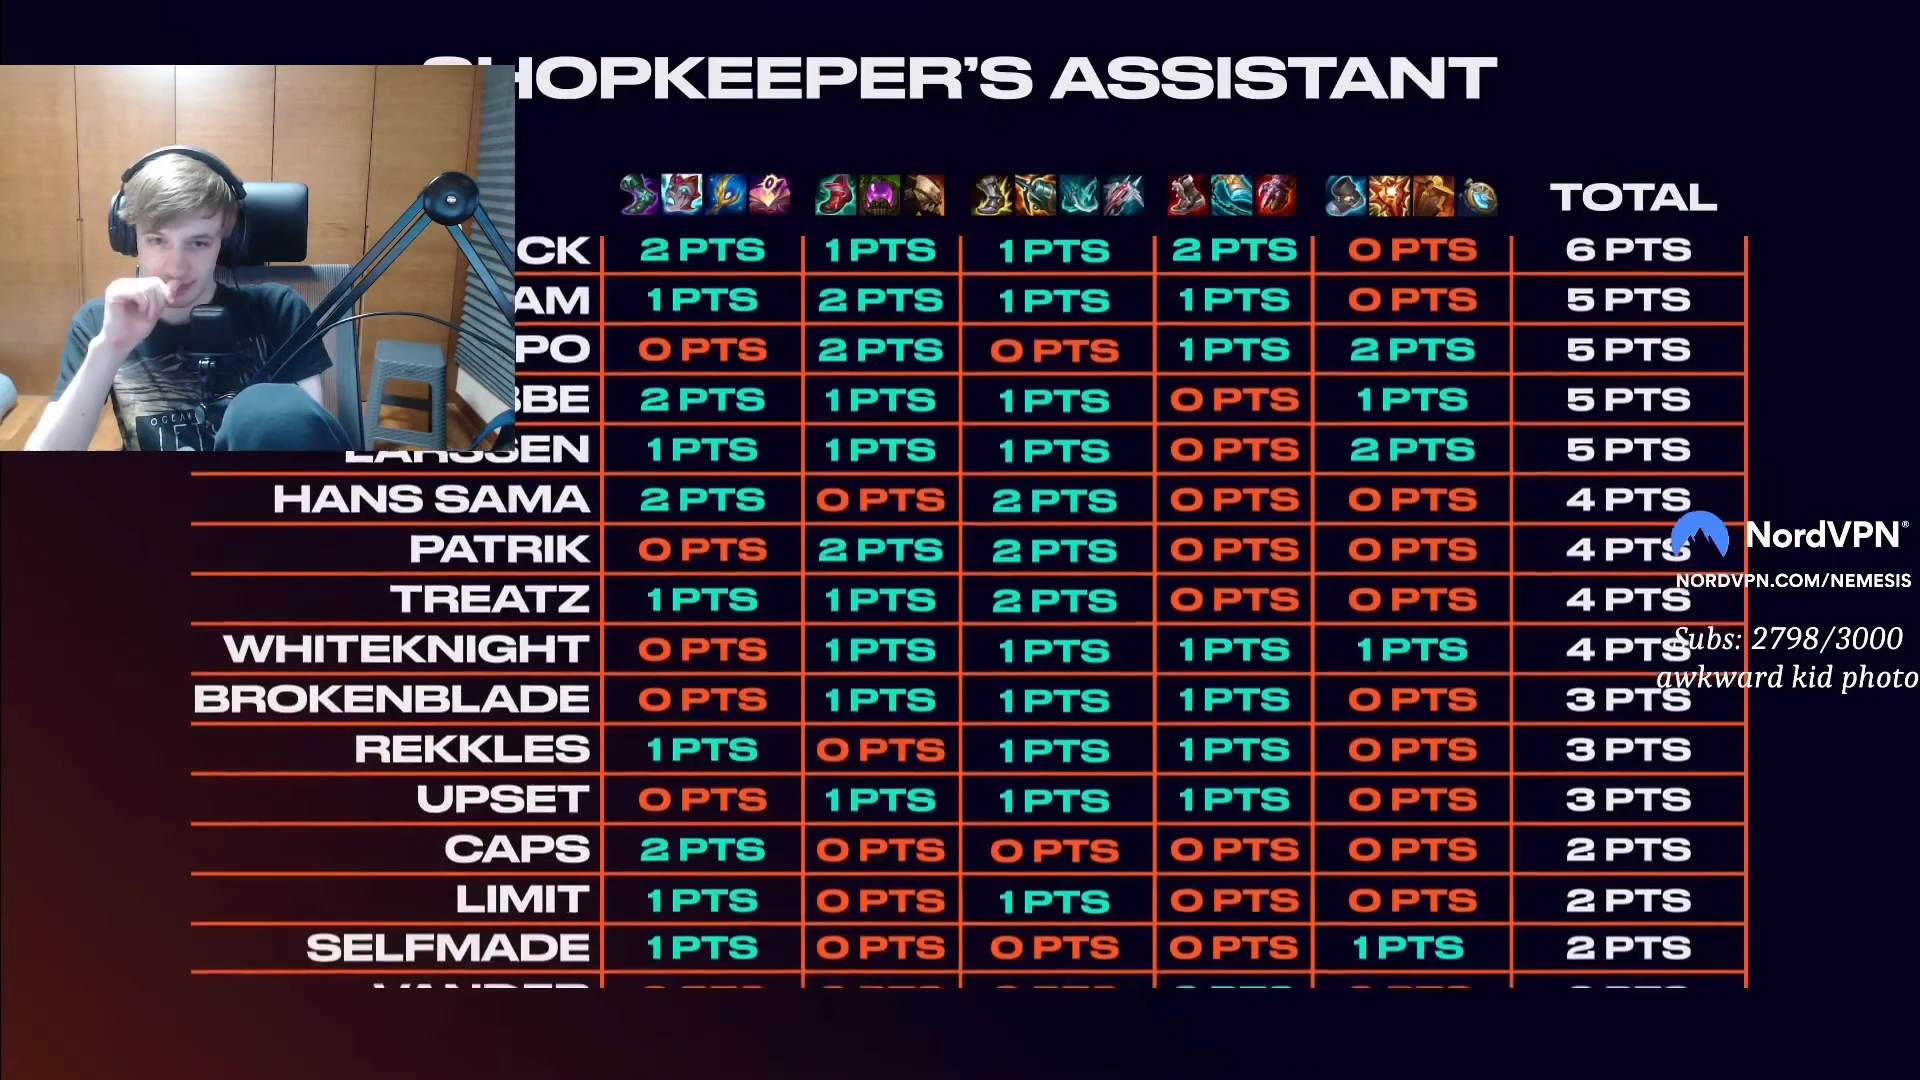 SHOPKEEPER'S ASSISTANT
TOTAL
CK 2 PTS 1 PTS 1 PTS 2 PTS 0 PTS 6 PTS
AM 1 PTS 2 PTS 1 PTS 1 PTS 0 PTS 5 PTS
PO 0 PTS 2 PTS 0 PTS 1 PTS 2 PTS 5 PTS
BBE 2 PTS 1 PTS 1 PTS 0 PTS 1 PTS 5 PTS
LARSSEN 1 PTS 1 PTS 1 PTS 0 PTS 2 PTS 5 PTS
HANS SAMA 2 PTS 0 PTS 2 PTS 0 PTS 0 PTS 4 PTS
PATRIK 0 PTS 2 PTS 2 PTS 0 PTS 0 PTS 4 PTS
TREATZ 1 PTS 1 PTS 2 PTS 0 PTS 0 PTS 4 PTS
WHITEKNIGHT 0 PTS 1 PTS 1 PTS 1 PTS 1 PTS 4 PTS
BROKENBLADE 0 PTS 1 PTS 1 PTS 1 PTS 0 PTS 3 PTS
REKKLES 1 PTS 0 PTS 1 PTS 1 PTS 0 PTS 3 PTS
UPSET 0 PTS 1 PTS 1 PTS 1 PTS 0 PTS 3 PTS
CAPS 2 PTS 0 PTS 0 PTS 0 PTS 0 PTS 2 PTS
LIMIT 1 PTS 0 PTS 1 PTS 0 PTS 0 PTS 2 PTS
SELFMADE 1 PTS 0 PTS 0 PTS 0 PTS 1 PTS 2 PTS
VANDER
NordVPN®
NORDVPN.COM/NEMESIS
Subs: 2798/3000
awkward kid photo